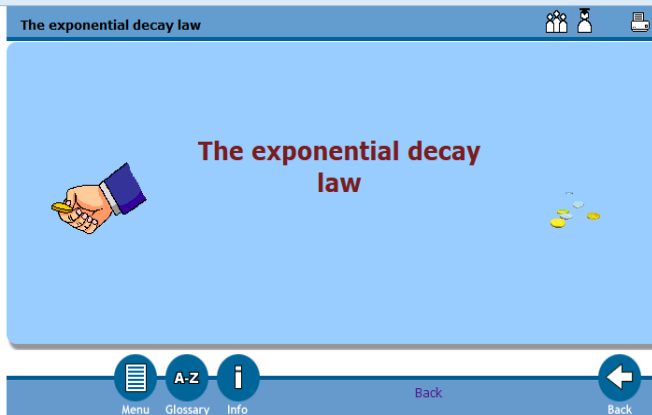 The exponential decay law
The exponential decay
law
A-Z
i
Back
Menu Glossary Info Back